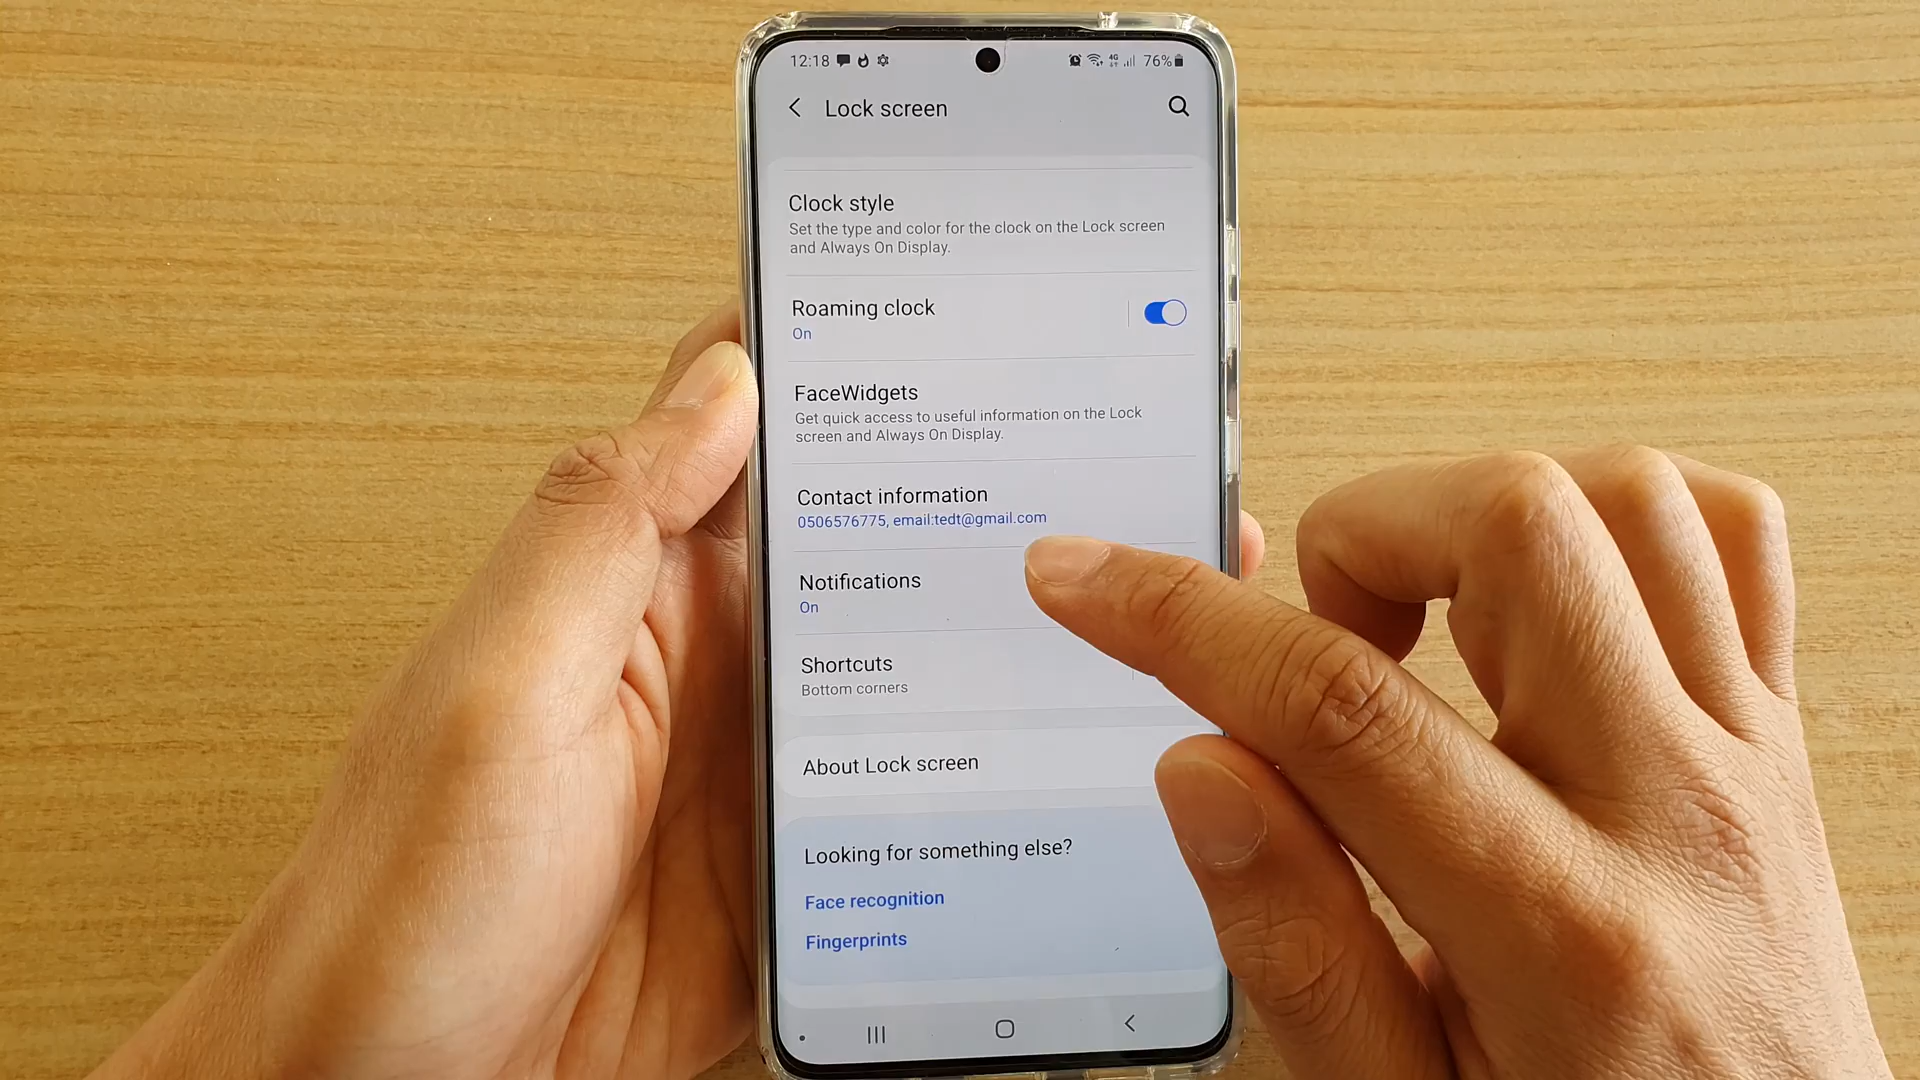 12:18 4G 76%
Lock screen
Clock style
Set the type and color for the clock on the Lock screen
and Always On Display.
Roaming clock
On
FaceWidgets
Get quick access to useful information on the Lock
screen and Always On Display.
Contact information
0506576775, email:tedt@gmail.com
Notifications
On
Shortcuts
Bottom corners
About Lock screen
Looking for something else?
Face recognition
Fingerprints